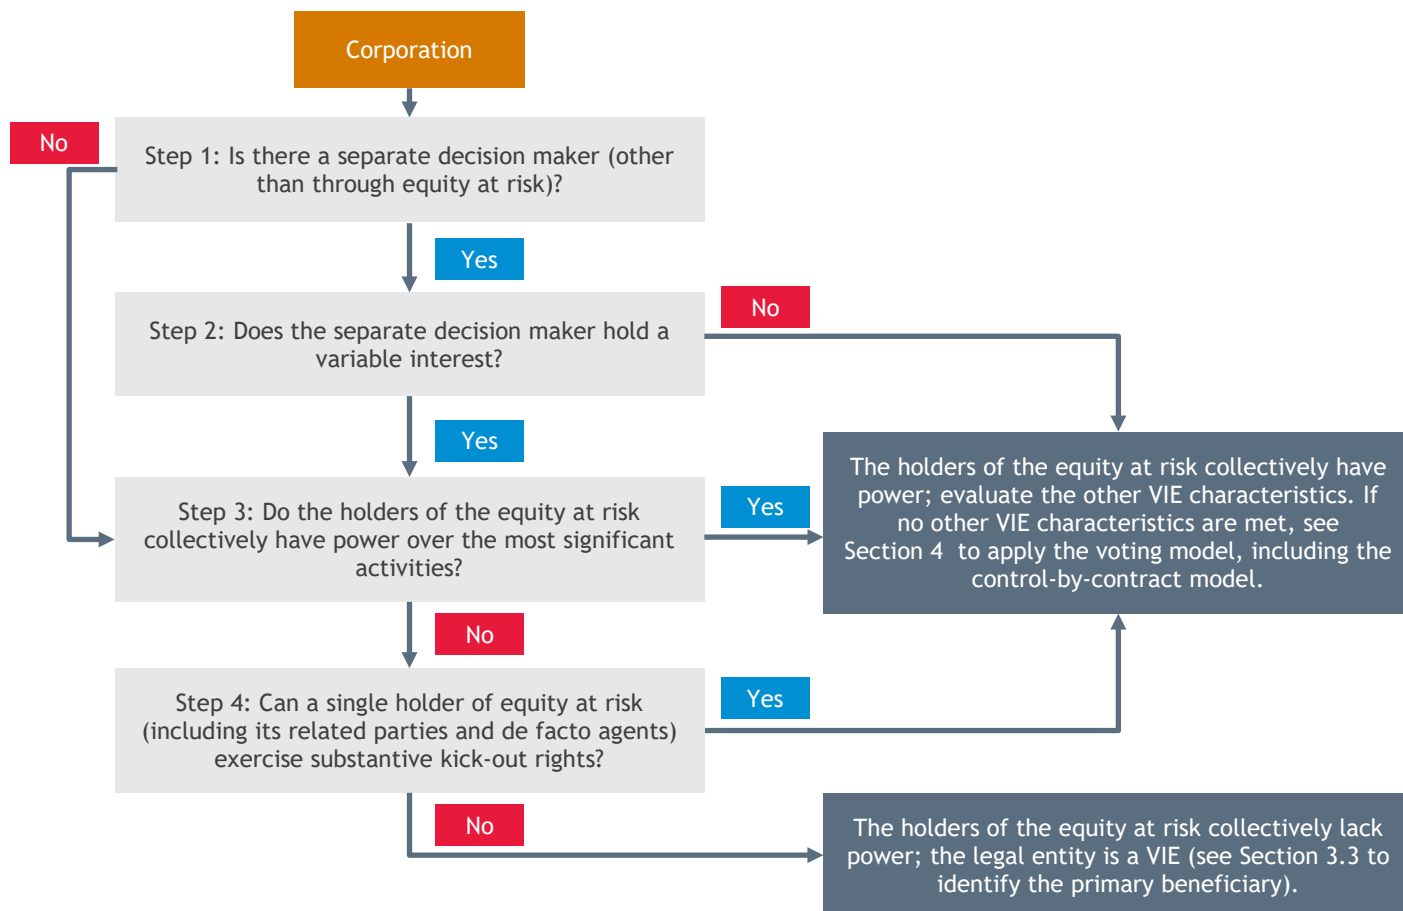 Corporation
No
Step 1: Is there a separate decision maker (other
than through equity at risk)?
Yes
Step 2: Does the separate decision maker hold a
variable interest?
No
Yes
Step 3: Do the holders of the equity at risk
collectively have power over the most significant
activities?
Yes
The holders of the equity at risk collectively have
power; evaluate the other VIE characteristics. If
no other VIE characteristics are met, see
Section 4 to apply the voting model, including the
control-by-contract model.
No
Step 4: Can a single holder of equity at risk
(including its related parties and de facto agents)
exercise substantive kick-out rights?
Yes
No
The holders of the equity at risk collectively lack
power; the legal entity is a VIE (see Section 3.3 to
identify the primary beneficiary).